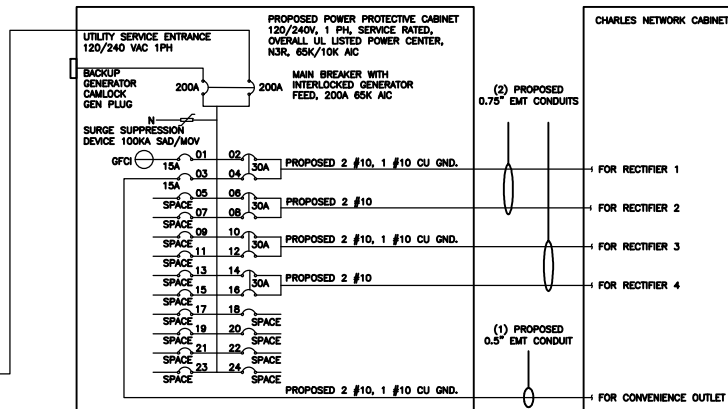 UTILITY SERVICE ENTRANCE
120/240 VAC 1PH
PROPOSED POWER PROTECTIVE CABINET
120/240V, 1 PH, SERVICE RATED,
OVERALL UL LISTED POWER CENTER,
N3R, 65K/10K AIC
CHARLES NETWORK CABINET
BACKUP
GENERATOR
CAMLOCK
GEN PLUG
200A
200A
MAIN BREAKER WITH
INTERLOCKED GENERATOR
FEED, 200A 65K AIC
(2) PROPOSED
0.75" EMT CONDUITS
N
SURGE SUPPRESSION
DEVICE 100KA SAD/MOV
GFCI
15A
01 02
30A
PROPOSED 2 #10, 1 #10 CU GND.
FOR RECTIFIER 1
15A
03 04
SPACE
05 06
30A
PROPOSED 2 #10
FOR RECTIFIER 2
SPACE
07 08
SPACE
09 10
30A
PROPOSED 2 #10, 1 #10 CU GND.
FOR RECTIFIER 3
SPACE
11 12
SPACE
13 14
30A
PROPOSED 2 #10
FOR RECTIFIER 4
SPACE
15 16
SPACE
17 18
SPACE
SPACE
19 20
SPACE
SPACE
21 22
SPACE
SPACE
23 24
SPACE
(1) PROPOSED
0.5" EMT CONDUIT
PROPOSED 2 #10, 1 #10 CU GND.
FOR CONVENIENCE OUTLET